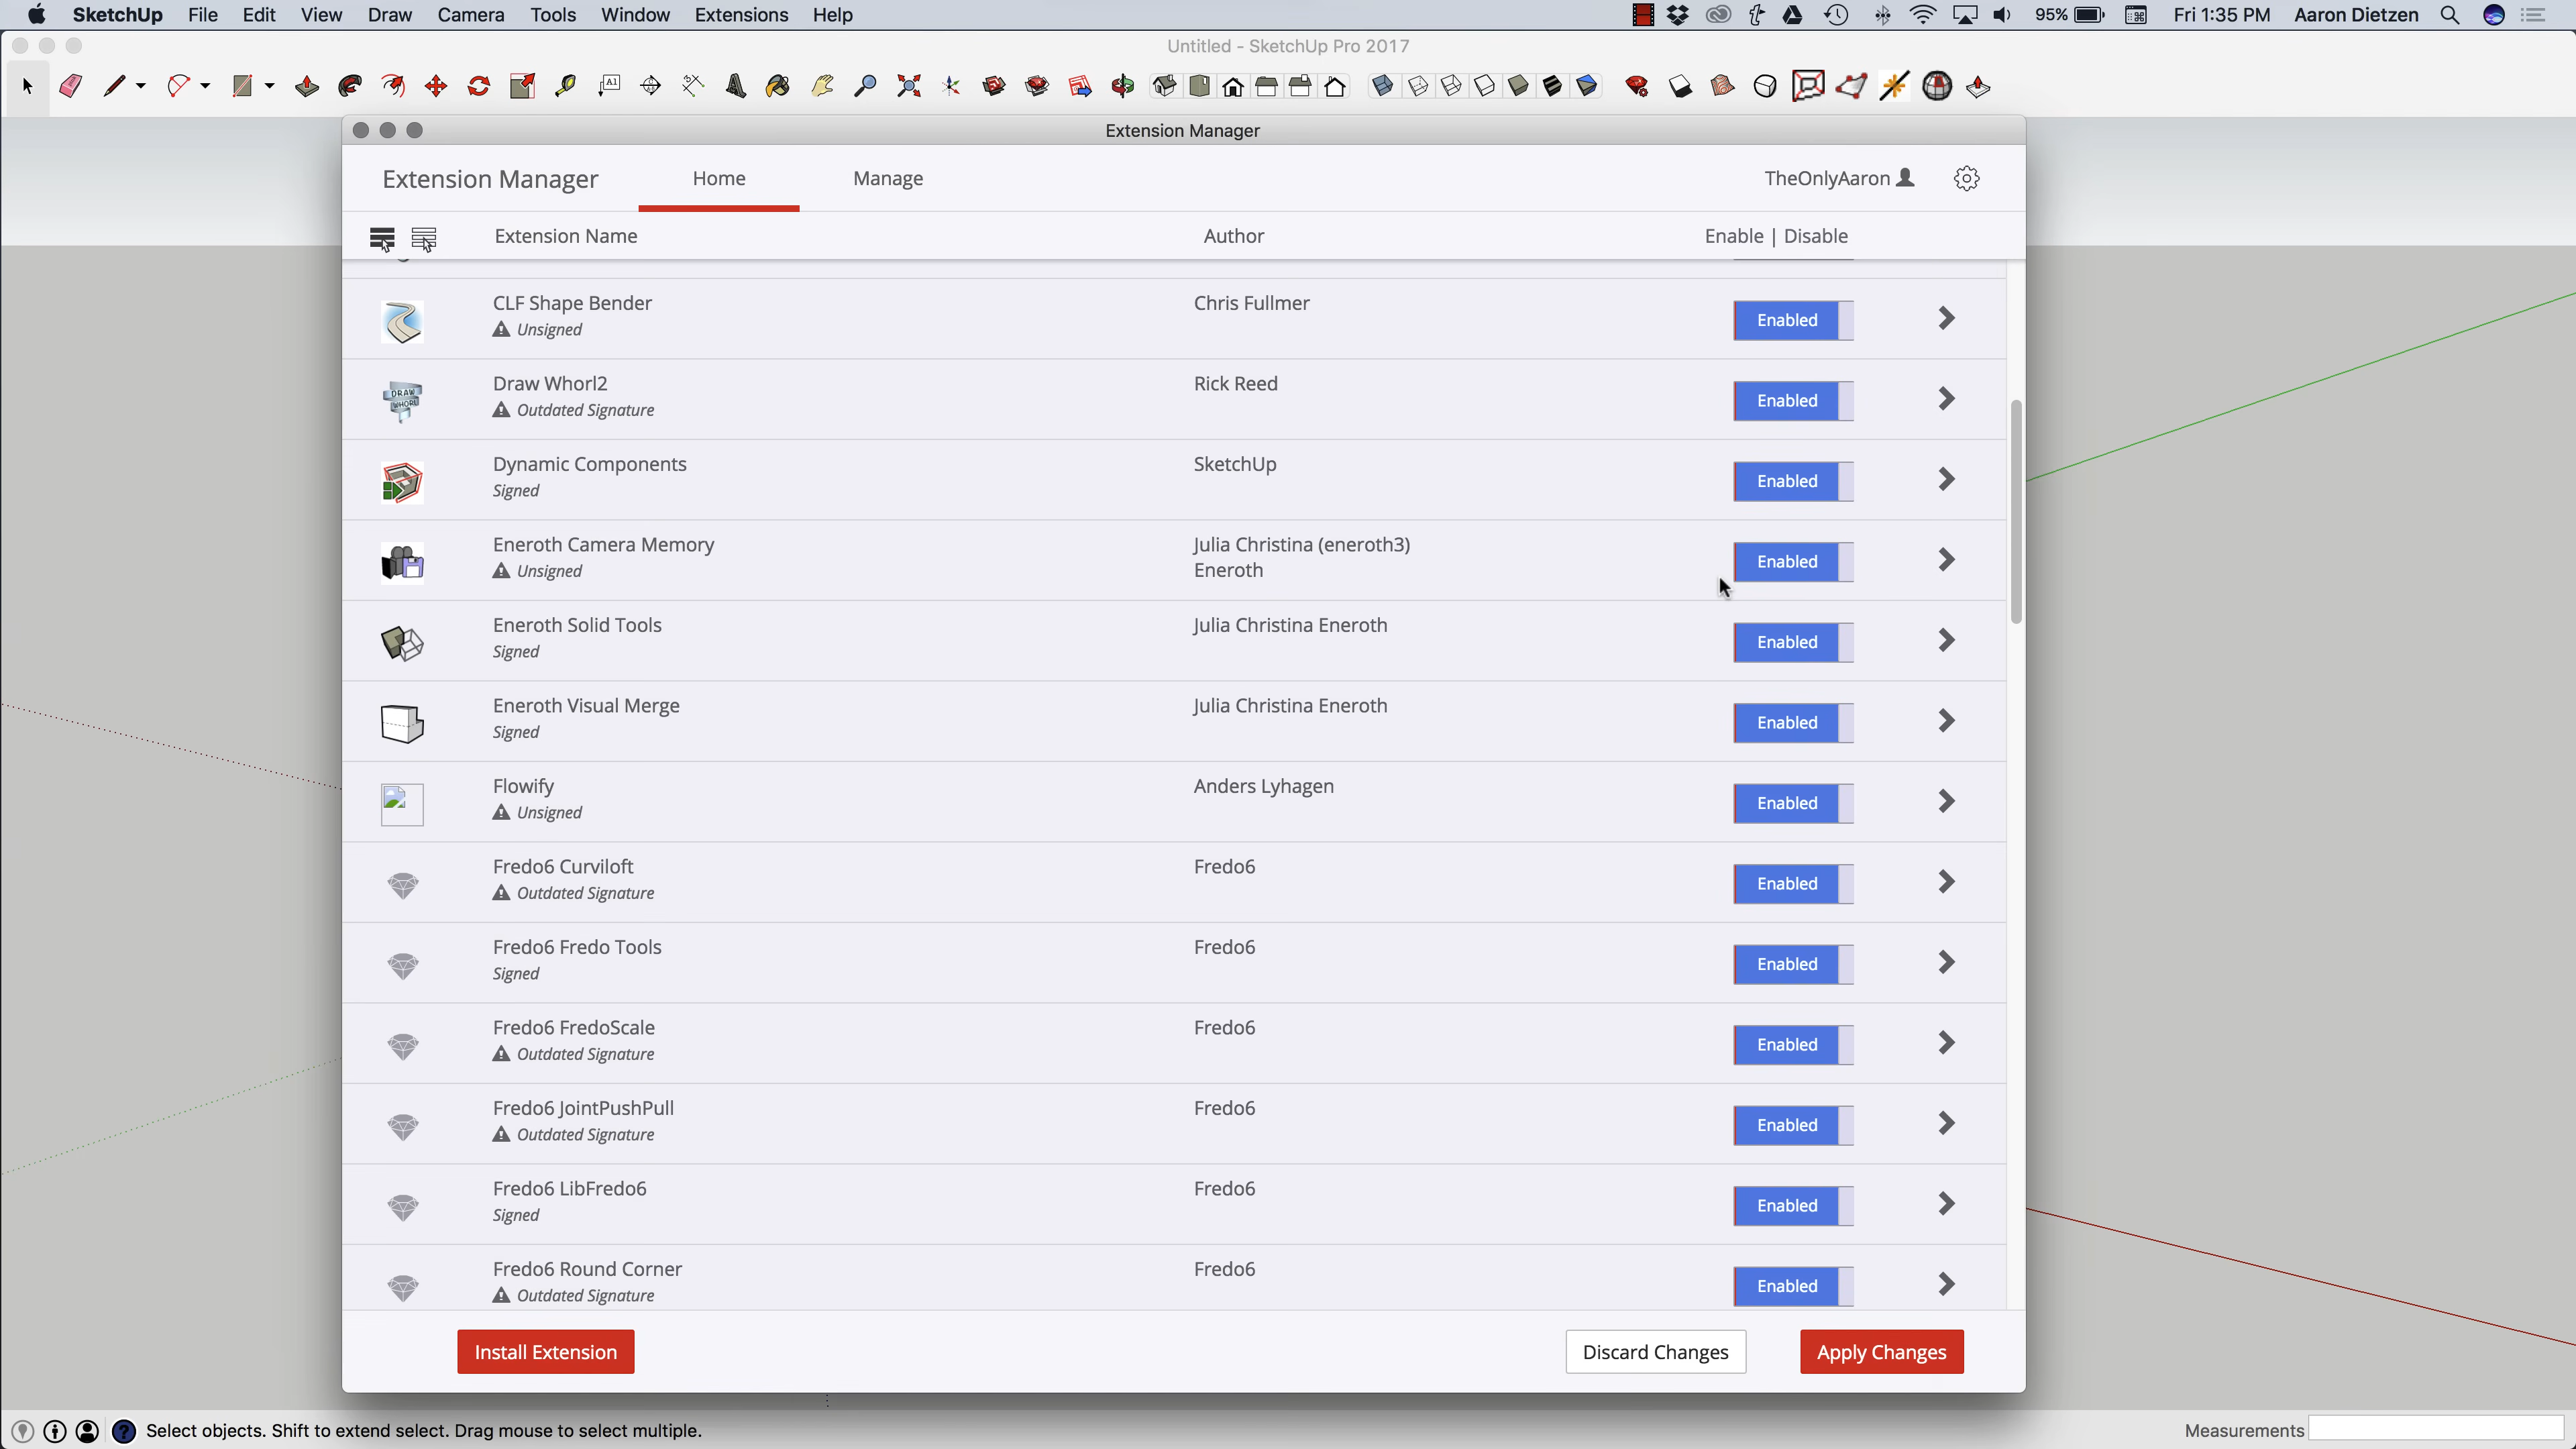 SketchUp File Edit View Draw Camera Tools Window Extensions Help 95% Fri 1:35 PM Aaron Dietzen
Untitled - SketchUp Pro 2017
A1
Extension Manager
Extension Manager Home Manage TheOnlyAaron
Extension Name Author Enable | Disable
CLF Shape Bender Chris Fullmer Enabled
Unsigned
Draw Whorl2 Rick Reed Enabled
Outdated Signature
DRAW
WHORL
Dynamic Components SketchUp Enabled
Signed
Eneroth Camera Memory Julia Christina (eneroth3) Enabled
Unsigned Eneroth
Eneroth Solid Tools Julia Christina Eneroth Enabled
Signed
Eneroth Visual Merge Julia Christina Eneroth Enabled
Signed
Flowify Anders Lyhagen Enabled
Unsigned
Fredo6 Curviloft Fredo6 Enabled
Outdated Signature
Fredo6 Fredo Tools Fredo6 Enabled
Signed
Fredo6 FredoScale Fredo6 Enabled
Outdated Signature
Fredo6 JointPushPull Fredo6 Enabled
Outdated Signature
Fredo6 LibFredo6 Fredo6 Enabled
Signed
Fredo6 Round Corner Fredo6 Enabled
Outdated Signature
Install Extension Discard Changes Apply Changes
Select objects. Shift to extend select. Drag mouse to select multiple. Measurements